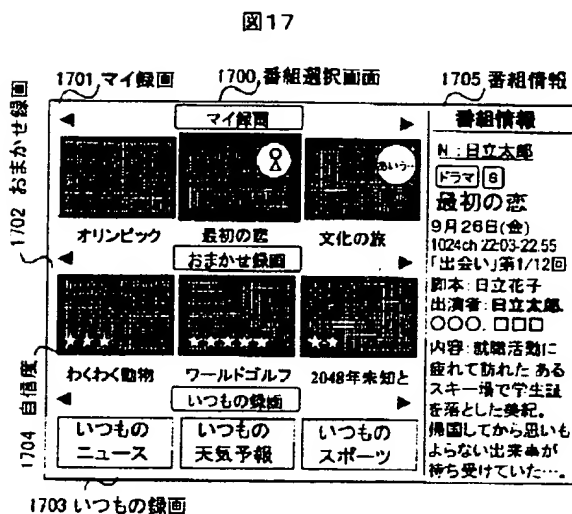 図17
1701 マイ録画
1700 番組選択画面
1705 番組情報
1702 おまかせ録画
1704 自信度
マイ録画
あいう…
オリンピック
最初の恋
文化の旅
おまかせ録画
わくわく動物
ワールドゴルフ
2048年未知と
いつもの録画
いつもの
ニュース
いつもの
天気予報
いつもの
スポーツ
1703 いつもの録画
番組情報
N:日立太郎
ドラマ S
最初の恋
9月26日(金)
1024ch 22:03-22:55
「出会い」第1/12回
脚本:日立花子
出演者:日立太郎,
〇〇〇, □□□
内容:就職活動に
疲れて訪れた ある
スキー場で学生証
を落とした美紀。
帰国してから思いも
よらない出来事が
待ち受けていた…。